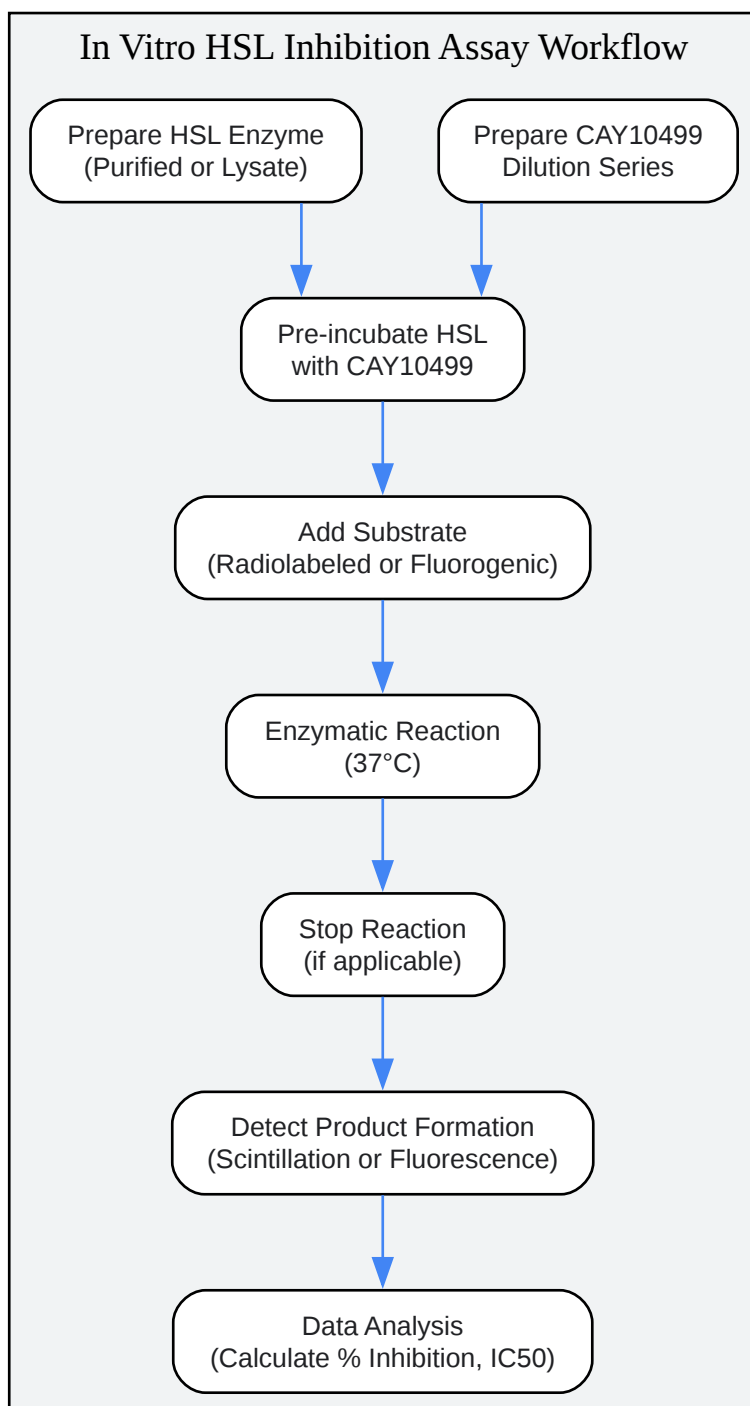 In Vitro HSL Inhibition Assay Workflow
Prepare HSL Enzyme
(Purified or Lysate)
Prepare CAY10499
Dilution Series
Pre-incubate HSL
with CAY10499
Add Substrate
(Radiolabeled or Fluorogenic)
Enzymatic Reaction
(37°C)
Stop Reaction
(if applicable)
Detect Product Formation
(Scintillation or Fluorescence)
Data Analysis
(Calculate % Inhibition, IC50)